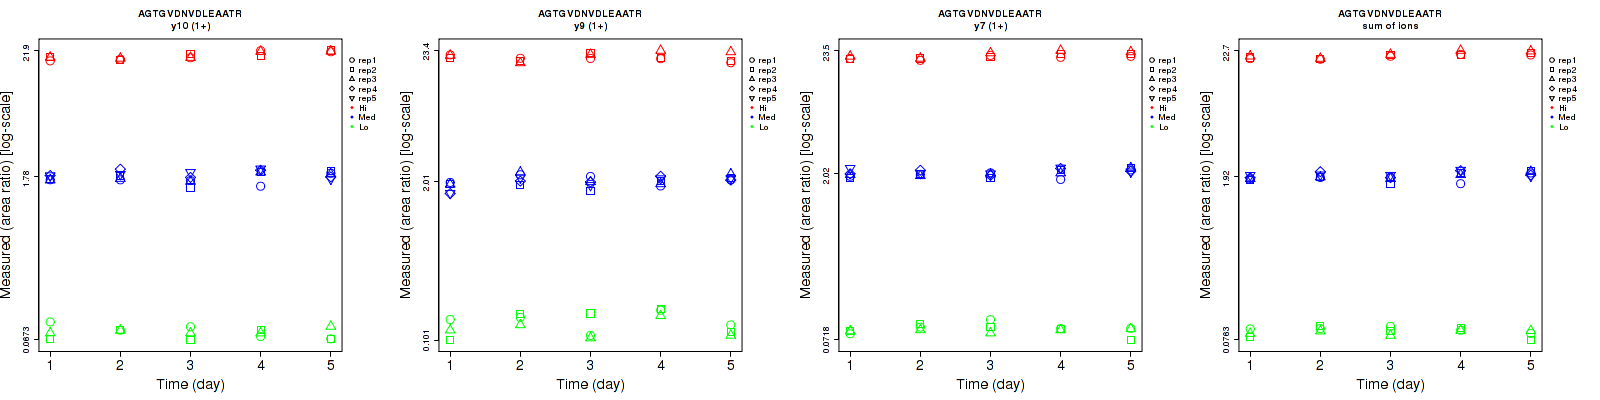 AGTGVDNVDLEAATR
y10 (1+)
Measured (area ratio) [log-scale]
21.9
1.78
0.0673
1 2 3 4 5
Time (day)
rep1
rep2
rep3
rep4
rep5
Hi
Med
Lo
AGTGVDNVDLEAATR
y9 (1+)
Measured (area ratio) [log-scale]
23.4
2.01
0.101
1 2 3 4 5
Time (day)
rep1
rep2
rep3
rep4
rep5
Hi
Med
Lo
AGTGVDNVDLEAATR
y7 (1+)
Measured (area ratio) [log-scale]
23.5
2.02
0.0718
1 2 3 4 5
Time (day)
rep1
rep2
rep3
rep4
rep5
Hi
Med
Lo
AGTGVDNVDLEAATR
sum of ions
Measured (area ratio) [log-scale]
22.7
1.92
0.0763
1 2 3 4 5
Time (day)
rep1
rep2
rep3
rep4
rep5
Hi
Med
Lo